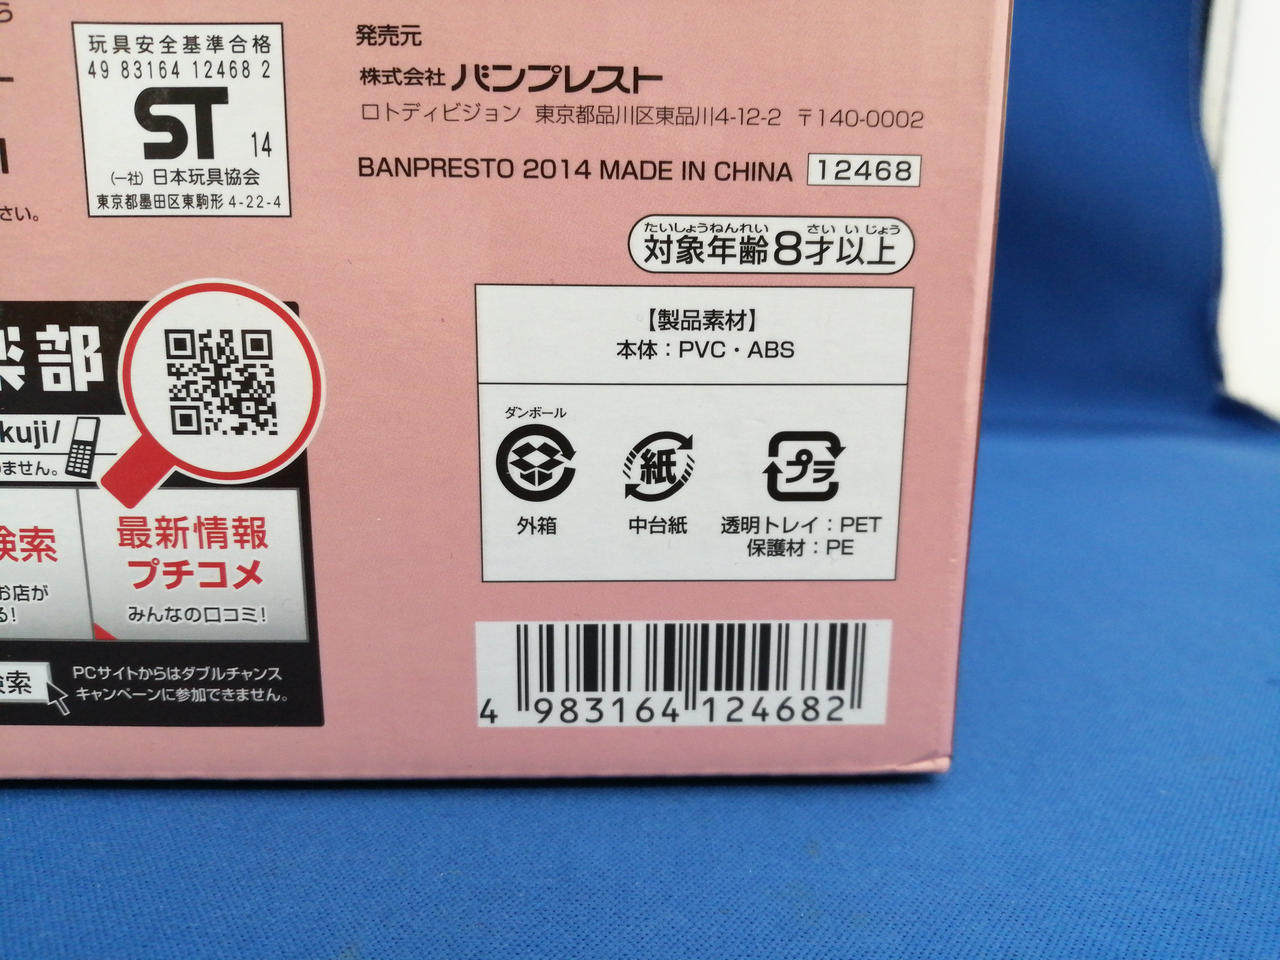 玩具安全基準合格
49 83164 12468 2
ST 14
(一社) 日本玩具協会
東京都墨田区東駒形 4-22-4
さい。
発売元
株式会社 バンプレスト
ロトディビジョン 東京都品川区東品川4-12-2 〒140-0002
BANPRESTO 2014 MADE IN CHINA 12468
たいしょうねんれい さい いじょう
対象年齢8才以上
【製品素材】
本体:PVC・ABS
ダンボール
紙
プラ
外箱
中台紙
透明トレイ:PET
保護材:PE
4 983164 124682
楽部
kuji/
ません。
検索
お店が
る!
最新情報
プチコメ
みんなの口コミ!
検索
PCサイトからはダブルチャンス
キャンペーンに参加できません。